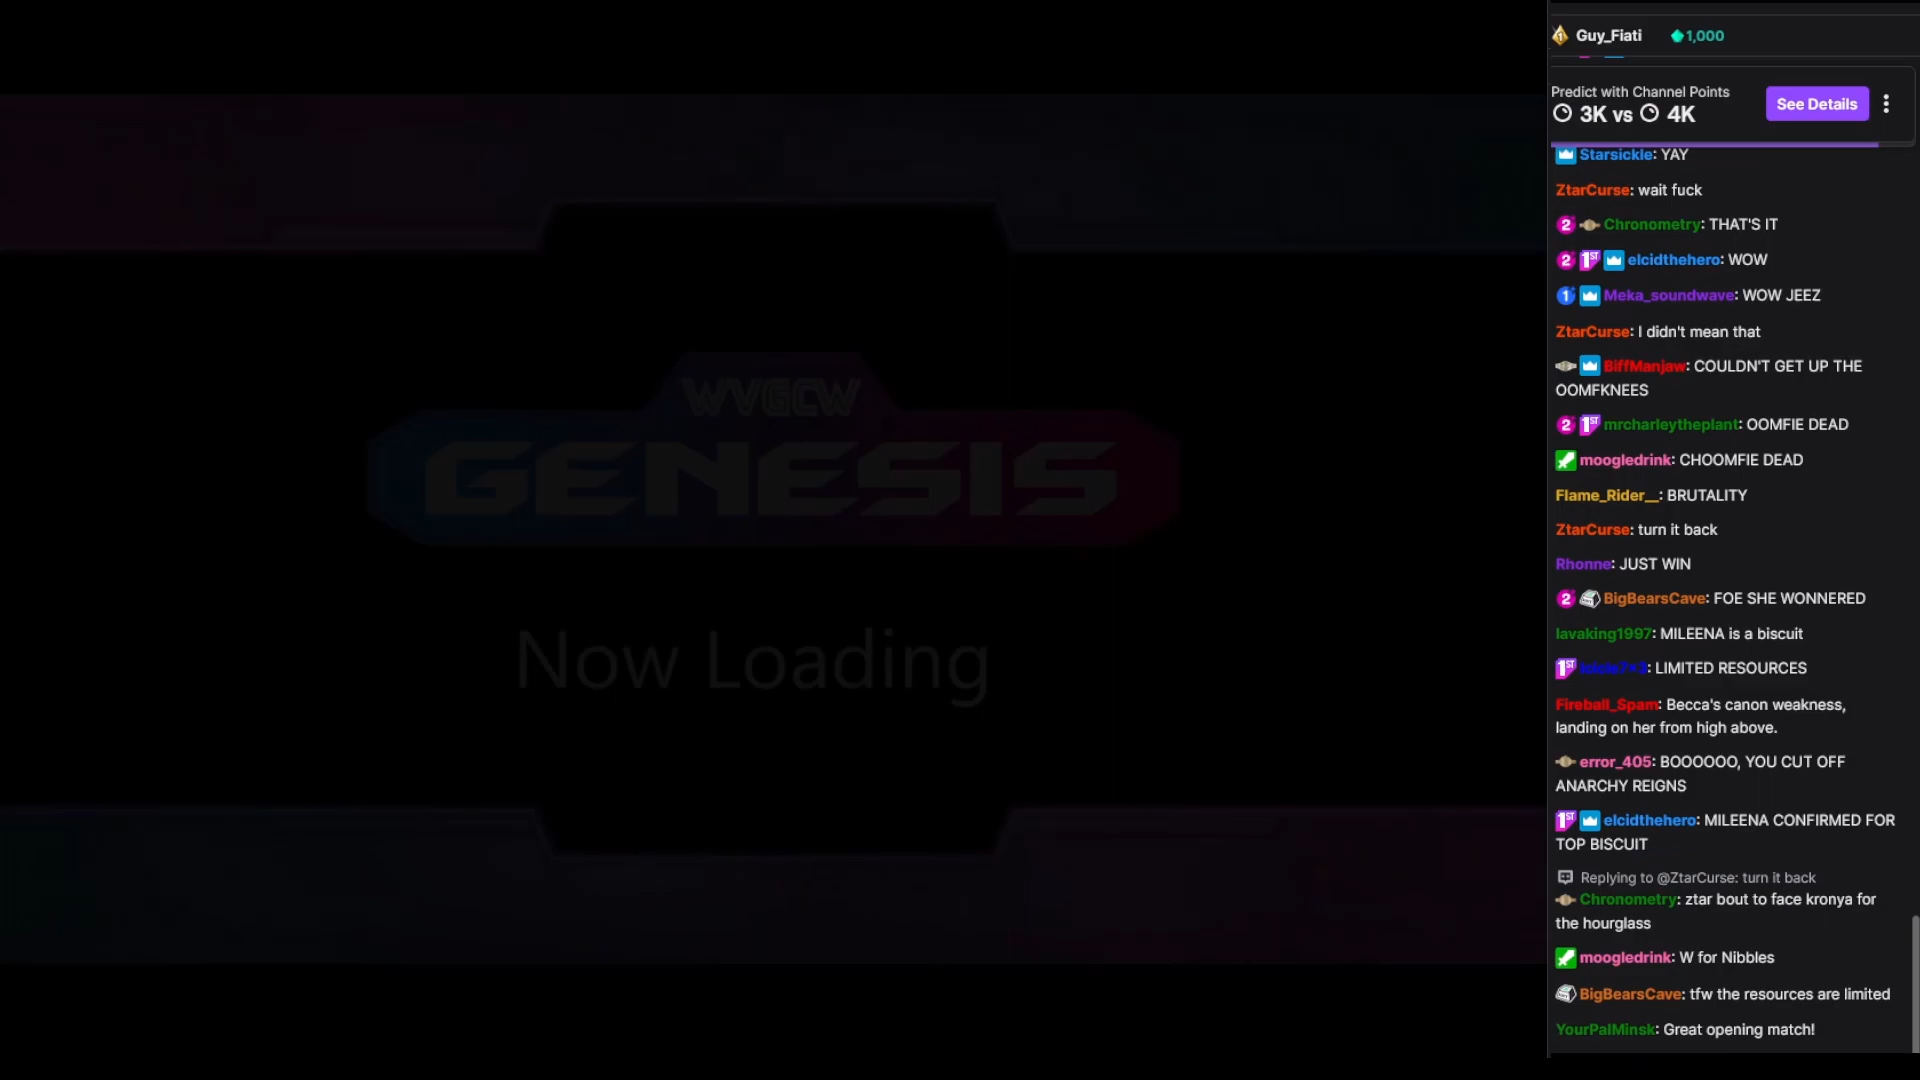 WVGCW
GENESIS
Now Loading
Guy_Fiati 1,000
Predict with Channel Points
3K vs 4K
See Details
Starsickle: YAY
ZtarCurse: wait fuck
2 Chronometry: THAT'S IT
2 1ST elcidthehero: WOW
1 Meka_soundwave: WOW JEEZ
ZtarCurse: I didn't mean that
BiffManjaw: COULDN'T GET UP THE
OOMFKNEES
2 1ST mrcharleytheplant: OOMFIE DEAD
moogledrink: CHOOMFIE DEAD
Flame_Rider__: BRUTALITY
ZtarCurse: turn it back
Rhonne: JUST WIN
2 BigBearsCave: FOE SHE WONNERED
lavaking1997: MILEENA is a biscuit
1ST : LIMITED RESOURCES
Fireball_Spam: Becca's canon weakness,
landing on her from high above.
error_405: BOOOOOO, YOU CUT OFF
ANARCHY REIGNS
1ST elcidthehero: MILEENA CONFIRMED FOR
TOP BISCUIT
Replying to @ZtarCurse: turn it back
Chronometry: ztar bout to face kronya for
the hourglass
moogledrink: W for Nibbles
BigBearsCave: tfw the resources are limited
YourPalMinsk: Great opening match!